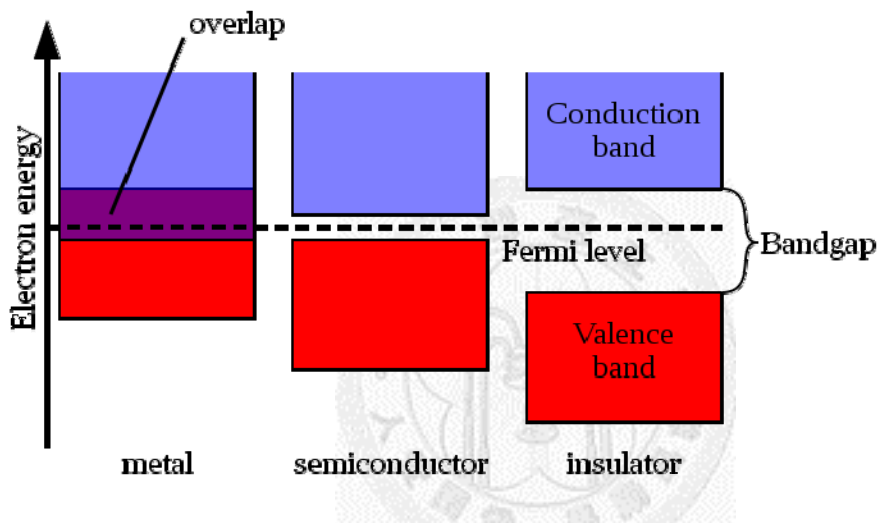 overlap
Electron energy
Conduction
band
Fermi level
Bandgap
Valence
band
metal
semiconductor
insulator